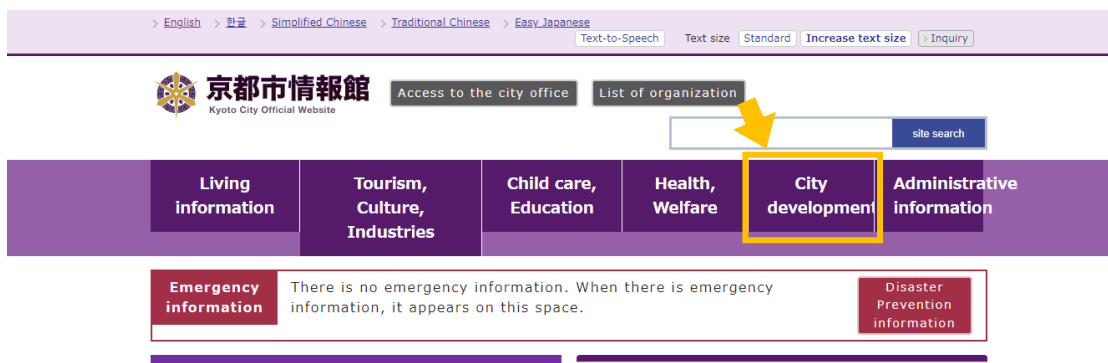 English 한글 Simplified Chinese Traditional Chinese Easy Japanese
Text-to-Speech Text size Standard Increase text size Inquiry
京都市情報館
Kyoto City Official Website
Access to the city office List of organization
site search
Living
information
Tourism,
Culture,
Industries
Child care,
Education
Health,
Welfare
City
development
Administrative
information
Emergency
information
There is no emergency information. When there is emergency
information, it appears on this space.
Disaster
Prevention
information